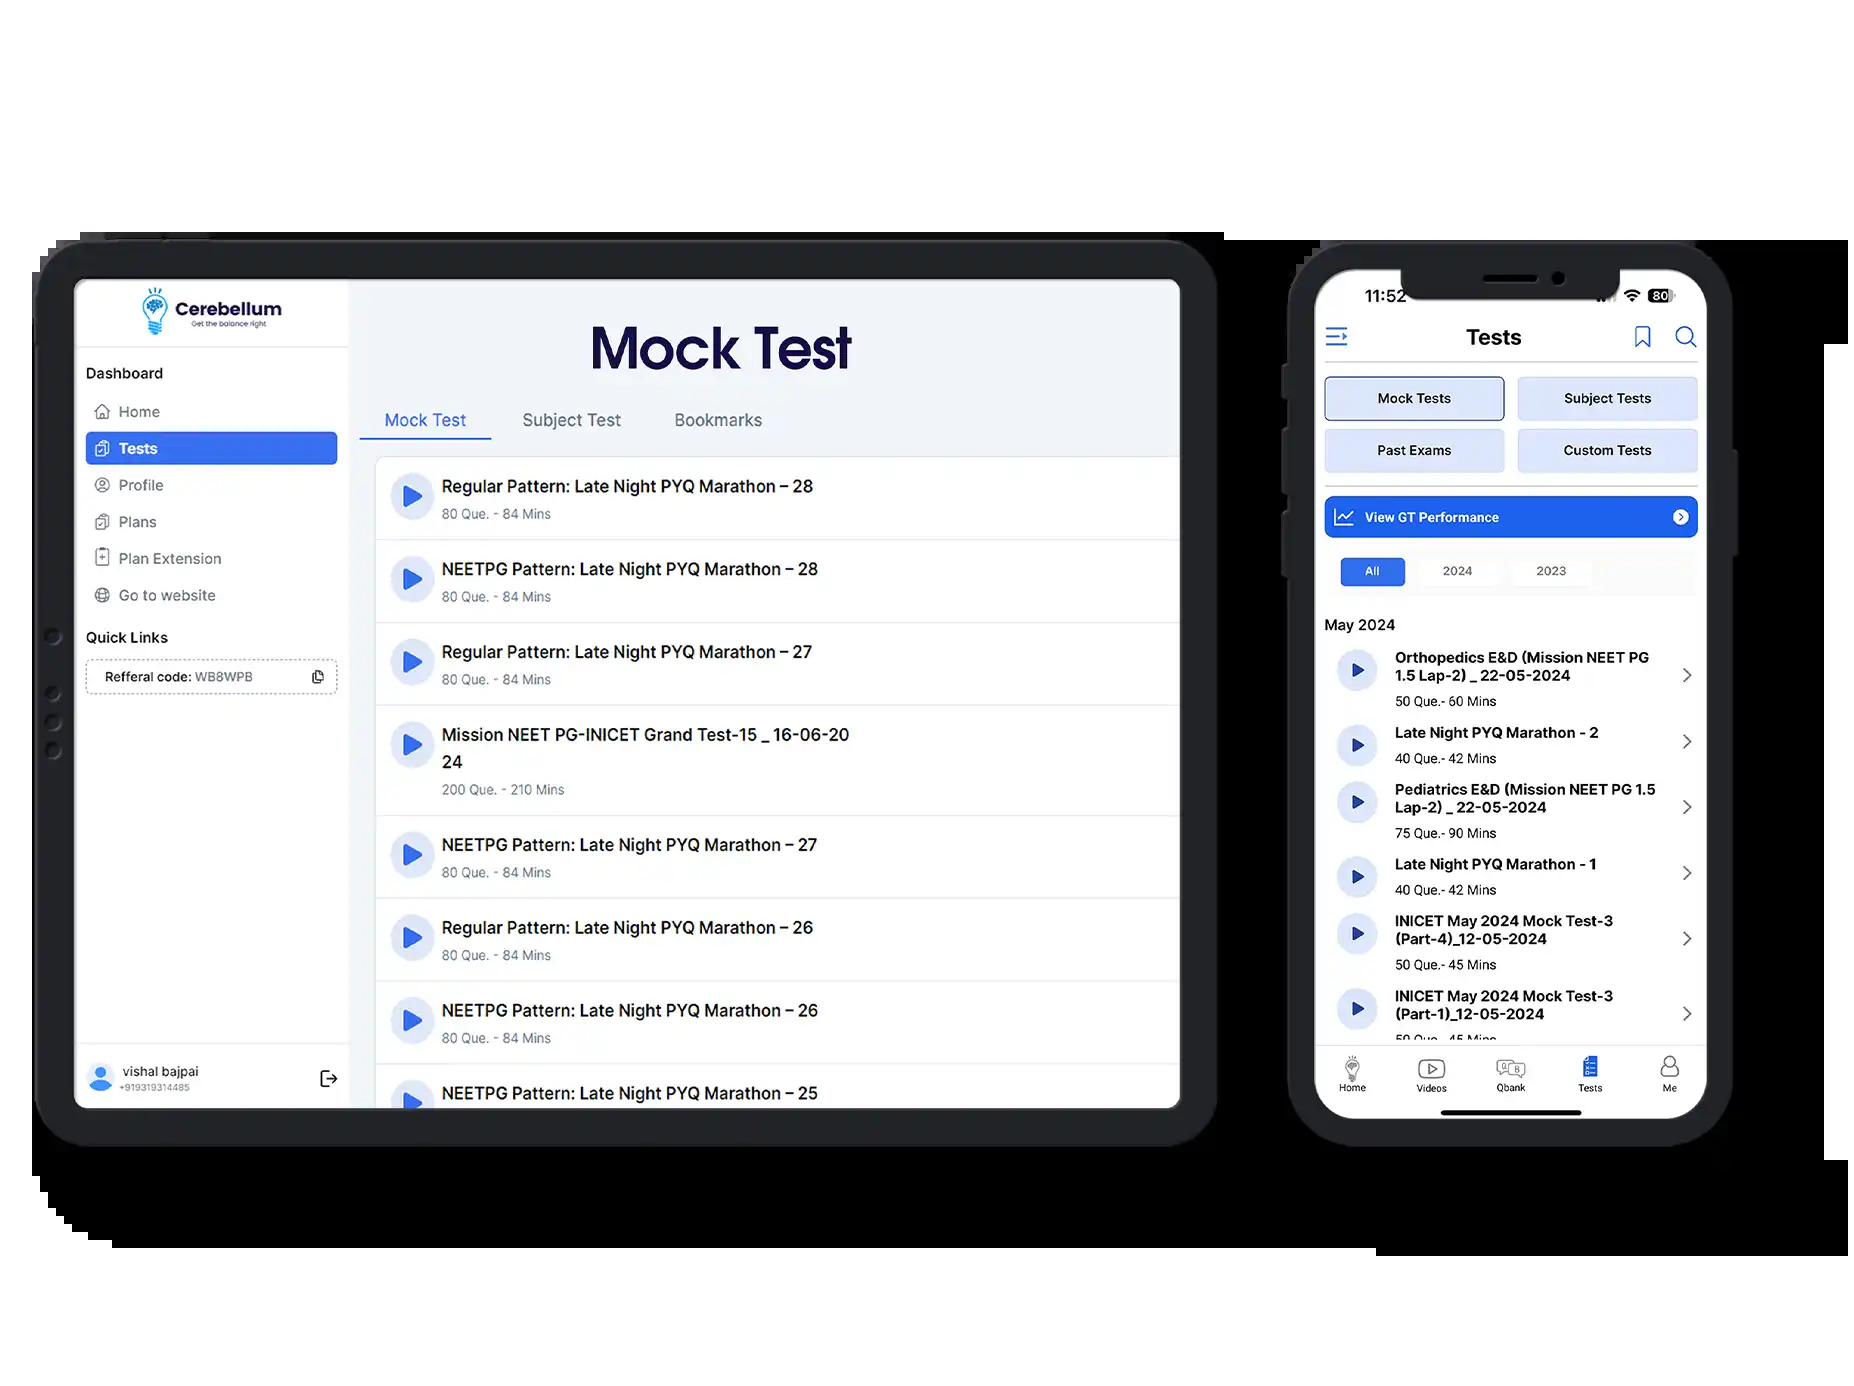 Cerebellum
Get the balance right
Dashboard
Home
Tests
Profile
Plans
Plan Extension
Go to website
Quick Links
Refferal code: WB8WPB
vishal bajpai
+919319314485
Mock Test
Mock Test
Subject Test
Bookmarks
Regular Pattern: Late Night PYQ Marathon – 28
80 Que. - 84 Mins
NEETPG Pattern: Late Night PYQ Marathon – 28
80 Que. - 84 Mins
Regular Pattern: Late Night PYQ Marathon – 27
80 Que. - 84 Mins
Mission NEET PG-INICET Grand Test-15 _ 16-06-20
24
200 Que. - 210 Mins
NEETPG Pattern: Late Night PYQ Marathon – 27
80 Que. - 84 Mins
Regular Pattern: Late Night PYQ Marathon – 26
80 Que. - 84 Mins
NEETPG Pattern: Late Night PYQ Marathon – 26
80 Que. - 84 Mins
NEETPG Pattern: Late Night PYQ Marathon – 25
11:52
80
Tests
Mock Tests
Subject Tests
Past Exams
Custom Tests
View GT Performance
All
2024
2023
May 2024
Orthopedics E&D (Mission NEET PG
1.5 Lap-2) _ 22-05-2024
50 Que.- 60 Mins
Late Night PYQ Marathon - 2
40 Que.- 42 Mins
Pediatrics E&D (Mission NEET PG 1.5
Lap-2) _ 22-05-2024
75 Que.- 90 Mins
Late Night PYQ Marathon - 1
40 Que.- 42 Mins
INICET May 2024 Mock Test-3
(Part-4)_12-05-2024
50 Que.- 45 Mins
INICET May 2024 Mock Test-3
(Part-1)_12-05-2024
50 Que.- 45 Mins
Home
Videos
Qbank
Tests
Me